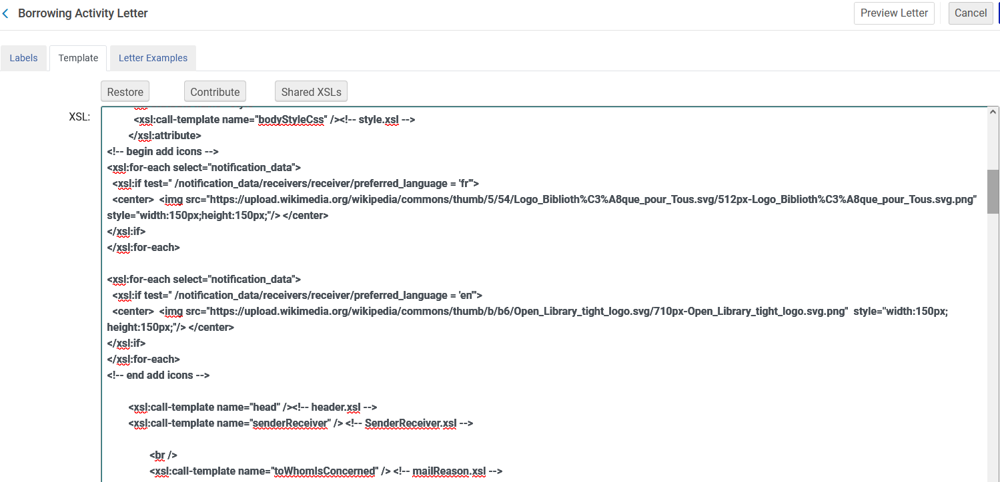 Borrowing Activity Letter
Preview Letter
Cancel
Labels
Template
Letter Examples
Restore
Contribute
Shared XSLs
XSL:
<xsl:call-template name="bodyStyleCss" /><!-- style.xsl -->
</xsl:attribute>
<!-- begin add icons -->
<xsl:for-each select="notification_data">
<xsl:if test=" /notification_data/receivers/receiver/preferred_language = 'fr'">
<center>  <img src="https://upload.wikimedia.org/wikipedia/commons/thumb/5/54/Logo_Biblioth%C3%A8que_pour_Tous.svg/512px-Logo_Biblioth%C3%A8que_pour_Tous.svg.png"
style="width:150px;height:150px;"/> </center>
</xsl:if>
</xsl:for-each>
<xsl:for-each select="notification_data">
<xsl:if test=" /notification_data/receivers/receiver/preferred_language = 'en'">
<center>  <img src="https://upload.wikimedia.org/wikipedia/commons/thumb/b/b6/Open_Library_tight_logo.svg/710px-Open_Library_tight_logo.svg.png"  style="width:150px;
height:150px;"/> </center>
</xsl:if>
</xsl:for-each>
<!-- end add icons -->
<xsl:call-template name="head" /><!-- header.xsl -->
<xsl:call-template name="senderReceiver" /> <!-- SenderReceiver.xsl -->
<br />
<xsl:call-template name="toWhomIsConcerned" /> <!-- mailReason.xsl -->